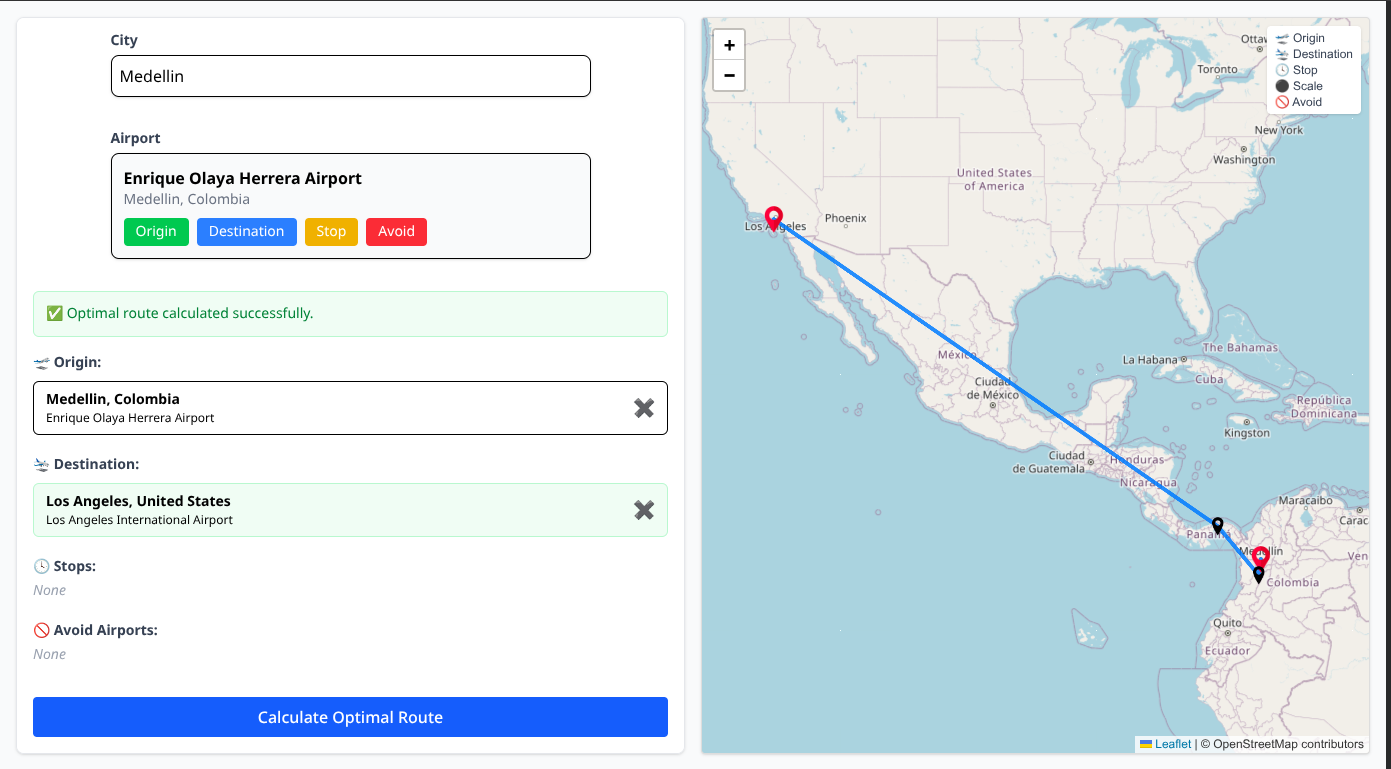 City
Medellin
Airport
Enrique Olaya Herrera Airport
Medellin, Colombia
Origin
Destination
Stop
Avoid
✅ Optimal route calculated successfully.
🛫 Origin:
Medellin, Colombia
Enrique Olaya Herrera Airport
✖
🛬 Destination:
Los Angeles, United States
Los Angeles International Airport
✖
🕓 Stops:
None
🚫 Avoid Airports:
None
Calculate Optimal Route
+
−
🛫 Origin
🛬 Destination
🕓 Stop
⚫ Scale
🚫 Avoid
Ottaw
Toronto
New York
Washington
United States
of America
Phoenix
Los Angeles
México
Ciudad
de México
La Habana
The Bahamas
Cuba
República
Dominicana
Kingston
Ciudad
de Guatemala
Honduras
Nicaragua
Maracaibo
Carac
Panamá
Medellín
Ven
Colombia
Quito
Ecuador
Leaflet | © OpenStreetMap contributors